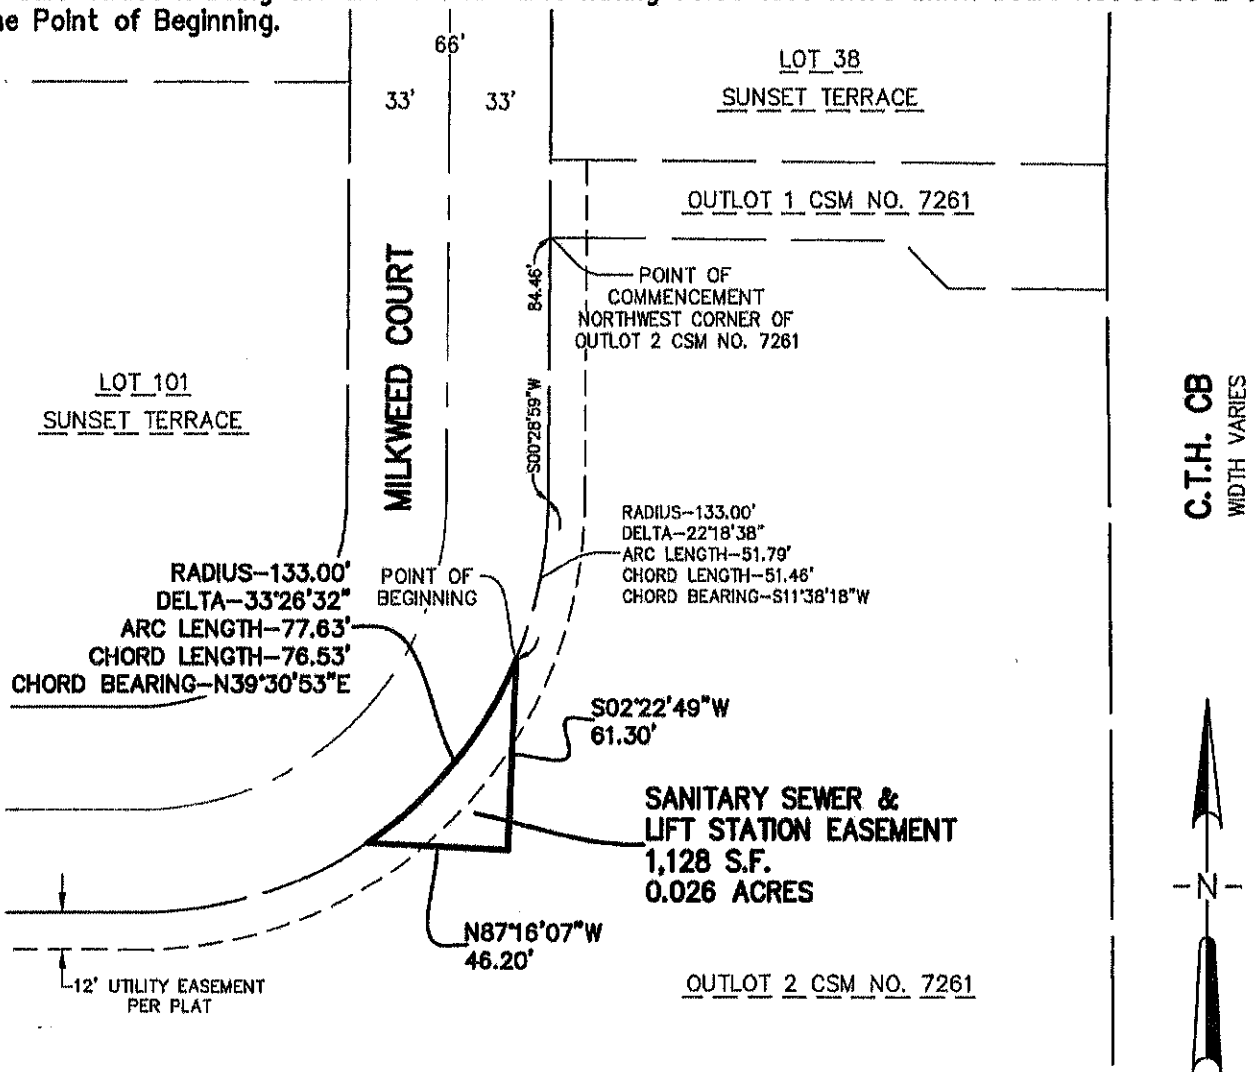 he Point of Beginning.
66'
33' 33'
LOT 38
SUNSET TERRACE
OUTLOT 1 CSM NO. 7261
84.46'
POINT OF
COMMENCEMENT
NORTHWEST CORNER OF
OUTLOT 2 CSM NO. 7261
MILKWEED COURT
LOT 101
SUNSET TERRACE
S00°28'59"W
C.T.H. CB
WIDTH VARIES
RADIUS-133.00'
DELTA-22°18'38"
ARC LENGTH-51.79'
CHORD LENGTH-51.46'
CHORD BEARING-S11°38'18"W
POINT OF
BEGINNING
RADIUS-133.00'
DELTA-33°26'32"
ARC LENGTH-77.63'
CHORD LENGTH-76.53'
CHORD BEARING-N39°30'53"E
S02°22'49"W
61.30'
SANITARY SEWER &
LIFT STATION EASEMENT
1,128 S.F.
0.026 ACRES
-N-
N87°16'07"W
46.20'
12' UTILITY EASEMENT
PER PLAT
OUTLOT 2 CSM NO. 7261